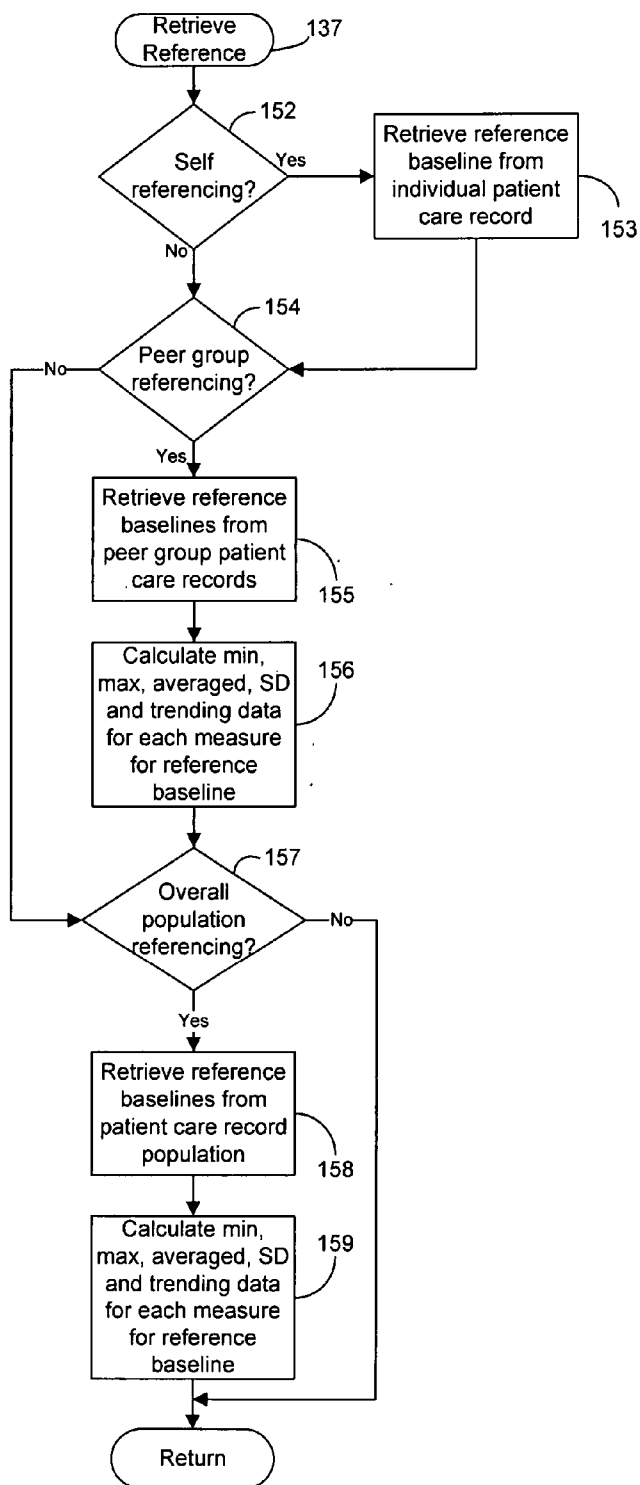 Retrieve
Reference
137
152
Self
referencing?
Yes
Retrieve reference
baseline from
individual patient
care record
153
No
154
Peer group
referencing?
No
Yes
Retrieve reference
baselines from
peer group patient
care records
155
Calculate min,
max, averaged, SD
and trending data
for each measure
for reference
baseline
156
157
Overall
population
referencing?
No
Yes
Retrieve reference
baselines from
patient care record
population
158
Calculate min,
max, averaged, SD
and trending data
for each measure
for reference
baseline
159
Return